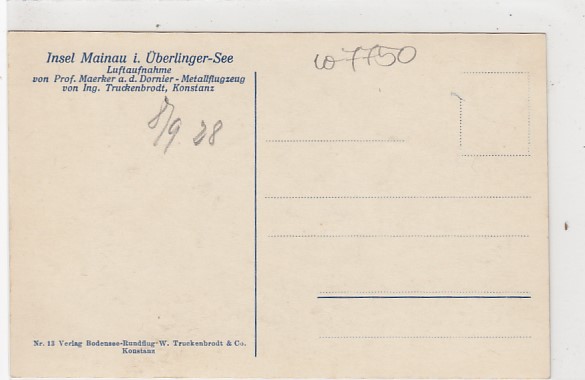 Insel Mainau i. Überlinger-See
Luftaufnahme
von Prof. Maerker a. d. Dornier-Metallflugzeug
von Ing. Truckenbrodt, Konstanz
w7750
8/9 28
Nr. 13 Verlag Bodensee-Rundflug-W. Truckenbrodt & Co.
Konstanz